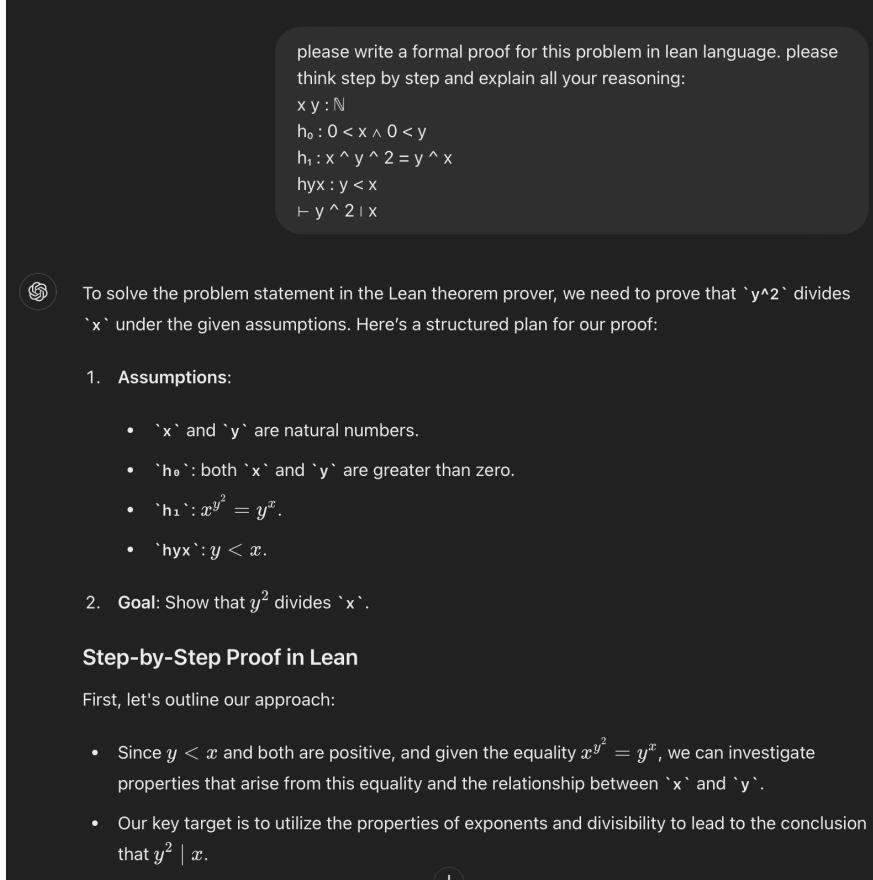 please write a formal proof for this problem in lean language. please
think step by step and explain all your reasoning:
x y : ℕ
h₀ : 0 < x ∧ 0 < y
h₁ : x ^ y ^ 2 = y ^ x
hyx : y < x
⊢ y ^ 2 ∣ x
To solve the problem statement in the Lean theorem prover, we need to prove that `y^2` divides
`x` under the given assumptions. Here’s a structured plan for our proof:
1. Assumptions:
• `x` and `y` are natural numbers.
• `h₀`: both `x` and `y` are greater than zero.
• `h₁`: x^{y^2} = y^x.
• `hyx`: y < x.
2. Goal: Show that y^2 divides `x`.
Step-by-Step Proof in Lean
First, let's outline our approach:
• Since y < x and both are positive, and given the equality x^{y^2} = y^x, we can investigate
properties that arise from this equality and the relationship between `x` and `y`.
• Our key target is to utilize the properties of exponents and divisibility to lead to the conclusion
that y^2 | x.